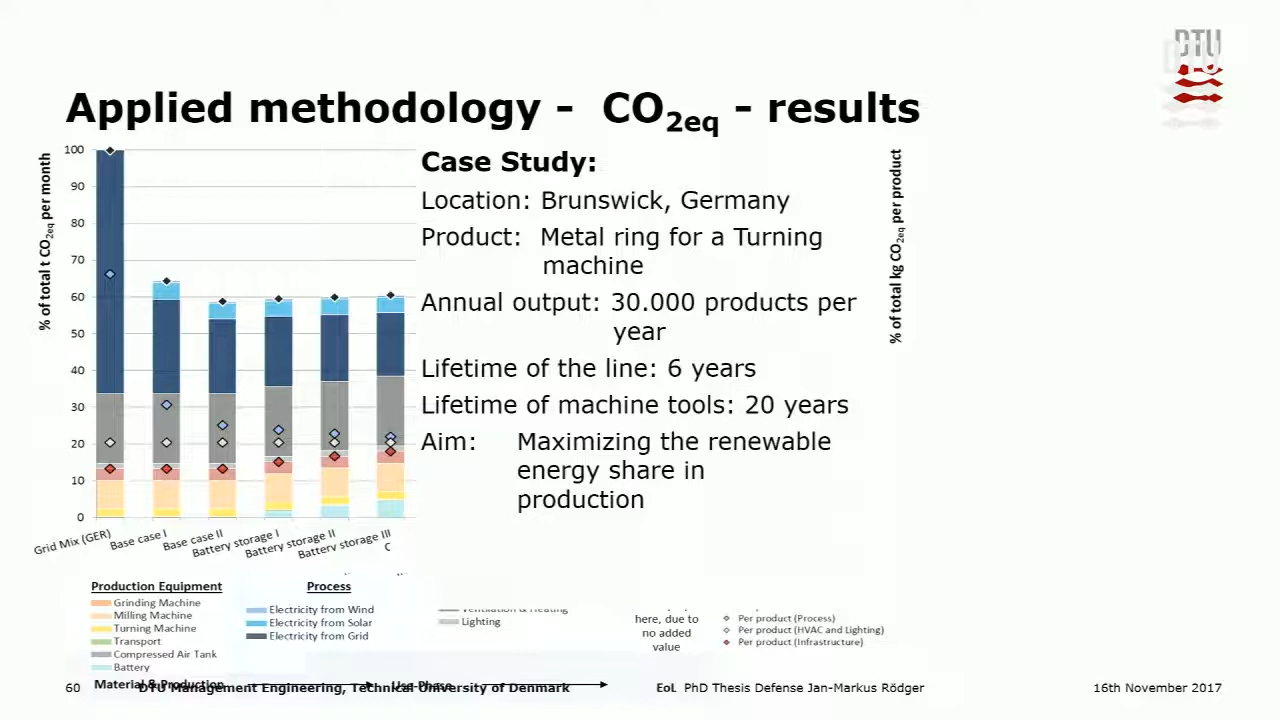 DTU
Applied methodology - CO2eq - results
% of total t CO2eq per month
100
90
80
70
60
50
40
30
20
10
0
Grid Mix (GER)
Base case I
Base case II
Battery storage I
Battery storage II
Battery storage III
C
Case Study:
Location: Brunswick, Germany
Product: Metal ring for a Turning
machine
Annual output: 30.000 products per
year
Lifetime of the line: 6 years
Lifetime of machine tools: 20 years
Aim: Maximizing the renewable
energy share in
production
% of total kg CO2eq per product
Production Equipment
Grinding Machine
Milling Machine
Turning Machine
Transport
Compressed Air Tank
Battery
Process
Electricity from Wind
Electricity from Solar
Electricity from Grid
Ventilation & Heating
Lighting
here, due to
no added
value
Per product (Process)
Per product (HVAC and Lighting)
Per product (Infrastructure)
Material & Production
Use-Phase
EoL
60
DTU Management Engineering, Technical University of Denmark
PhD Thesis Defense Jan-Markus Rödger
16th November 2017